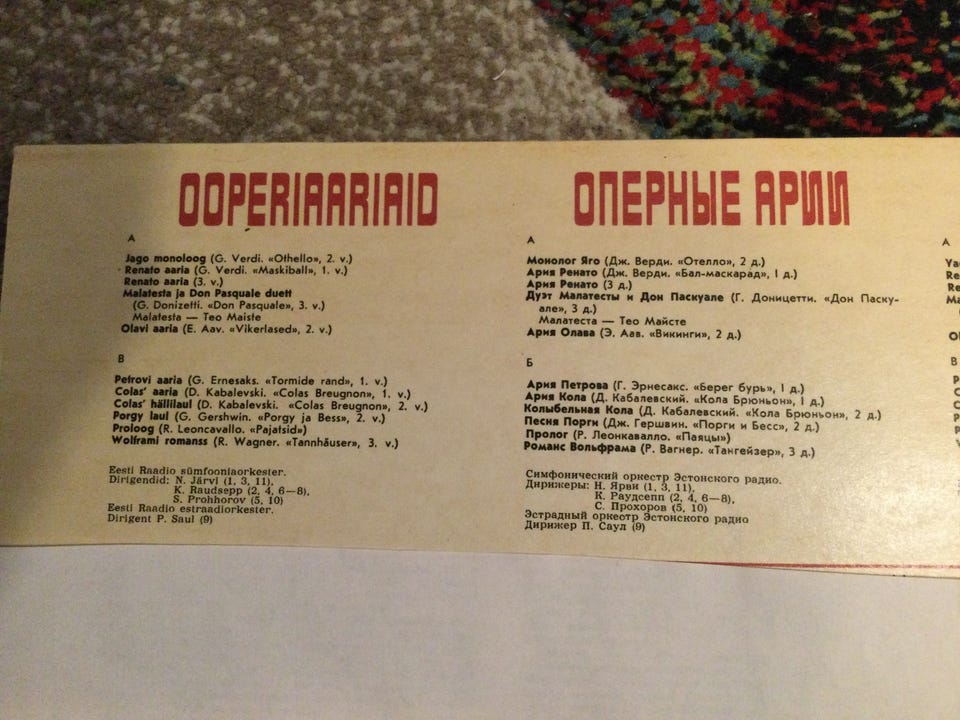 OOPERIAARIAID
A
Jago monoloog (G. Verdi. «Othello», 2. v.)
Renato aaria (G. Verdi. «Maskiball», 1. v.)
Renato aaria (3. v.)
Malatesta ja Don Pasquale duett
(G. Donizetti. «Don Pasquale», 3. v.)
Malatesta — Teo Maiste
Olavi aaria (E. Aav. «Vikerlased», 2. v.)
B
Petrovi aaria (G. Ernesaks. «Tormide rand», 1. v.)
Colas' aaria (D. Kabalevski. «Colas Breugnon», 1. v.)
Colas' hällilaul (D. Kabalevski. «Colas Breugnon», 2. v.)
Porgy laul (G. Gershwin. «Porgy ja Bess», 2. v.)
Proloog (R. Leoncavallo. «Pajatsid»)
Wolframi romanss (R. Wagner. «Tannhäuser», 3. v.)
Eesti Raadio sümfooniaorkester.
Dirigendid: N. Järvi (1, 3, 11),
K. Raudsepp (2, 4, 6—8),
S. Prohhorov (5, 10)
Eesti Raadio estraadiorkester.
Dirigent P. Saul (9)
ОПЕРНЫЕ АРИИ
А
Монолог Яго (Дж. Верди. «Отелло», 2 д.)
Ария Ренато (Дж. Верди. «Бал-маскарад», I д.)
Ария Ренато (3 д.)
Дуэт Малатесты и Дон Паскуале (Г. Доницетти. «Дон Паску-
але», 3 д.)
Малатеста — Тео Майсте
Ария Олава (Э. Аав. «Викинги», 2 д.)
Б
Ария Петрова (Г. Эрнесакс. «Берег бурь», I д.)
Ария Кола (Д. Кабалевский. «Кола Брюньон», I д.)
Колыбельная Кола (Д. Кабалевский. «Кола Брюньон», 2 д.)
Песня Порги (Дж. Гершвин. «Порги и Бесс», 2 д.)
Пролог (Р. Леонкавалло. «Паяцы»)
Романс Вольфрама (Р. Вагнер. «Тангейзер», 3 д.)
Симфонический оркестр Эстонского радио.
Дирижеры: Н. Ярви (1, 3, 11),
К. Раудсепп (2, 4, 6—8),
С. Прохоров (5, 10)
Эстрадный оркестр Эстонского радио
Дирижер П. Саул (9)
A
B